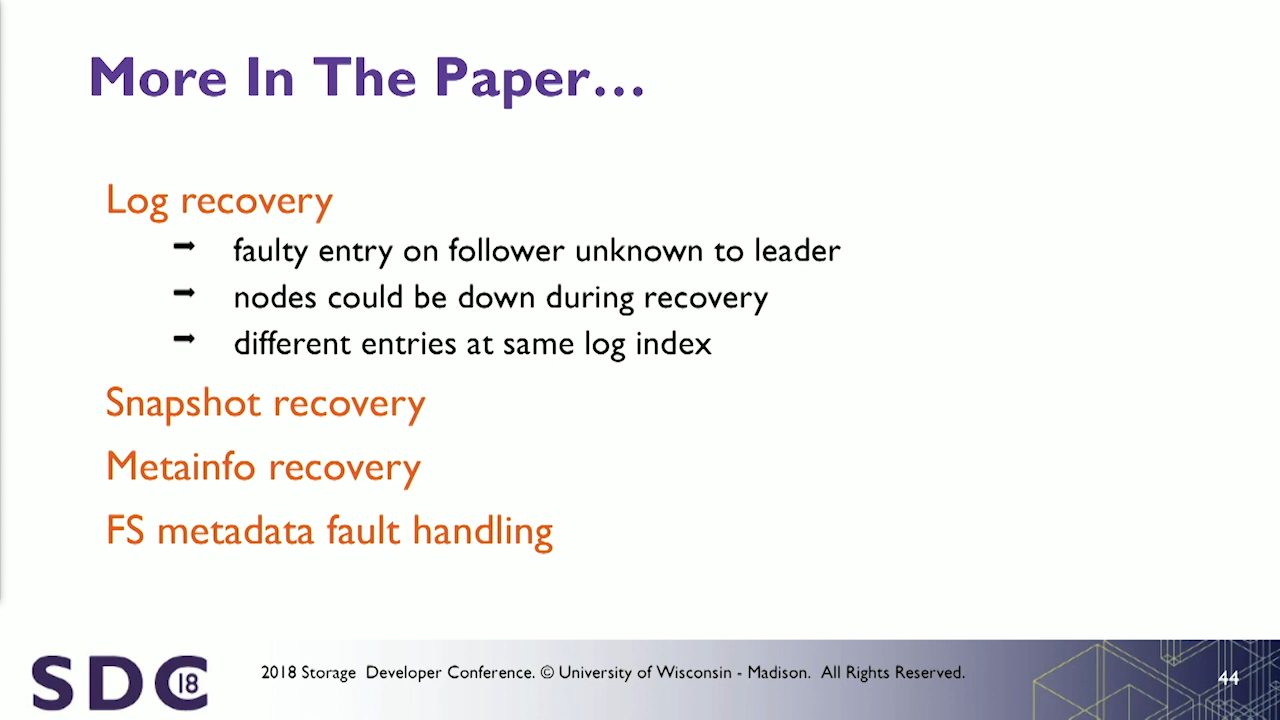 More In The Paper...
Log recovery
➞ faulty entry on follower unknown to leader
➞ nodes could be down during recovery
➞ different entries at same log index
Snapshot recovery
Metainfo recovery
FS metadata fault handling
SDC 18
2018 Storage Developer Conference. © University of Wisconsin - Madison. All Rights Reserved.
44